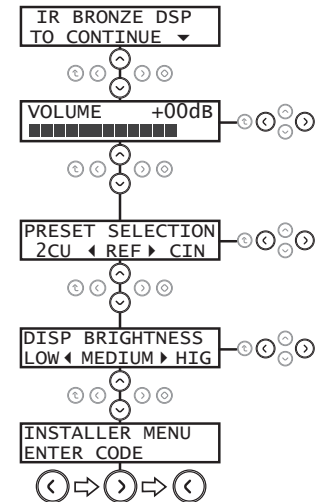 IR BRONZE DSP
TO CONTINUE ▼
VOLUME +00dB
PRESET SELECTION
2CU ◀ REF ▶ CIN
DISP BRIGHTNESS
LOW ◀ MEDIUM ▶ HIG
INSTALLER MENU
ENTER CODE